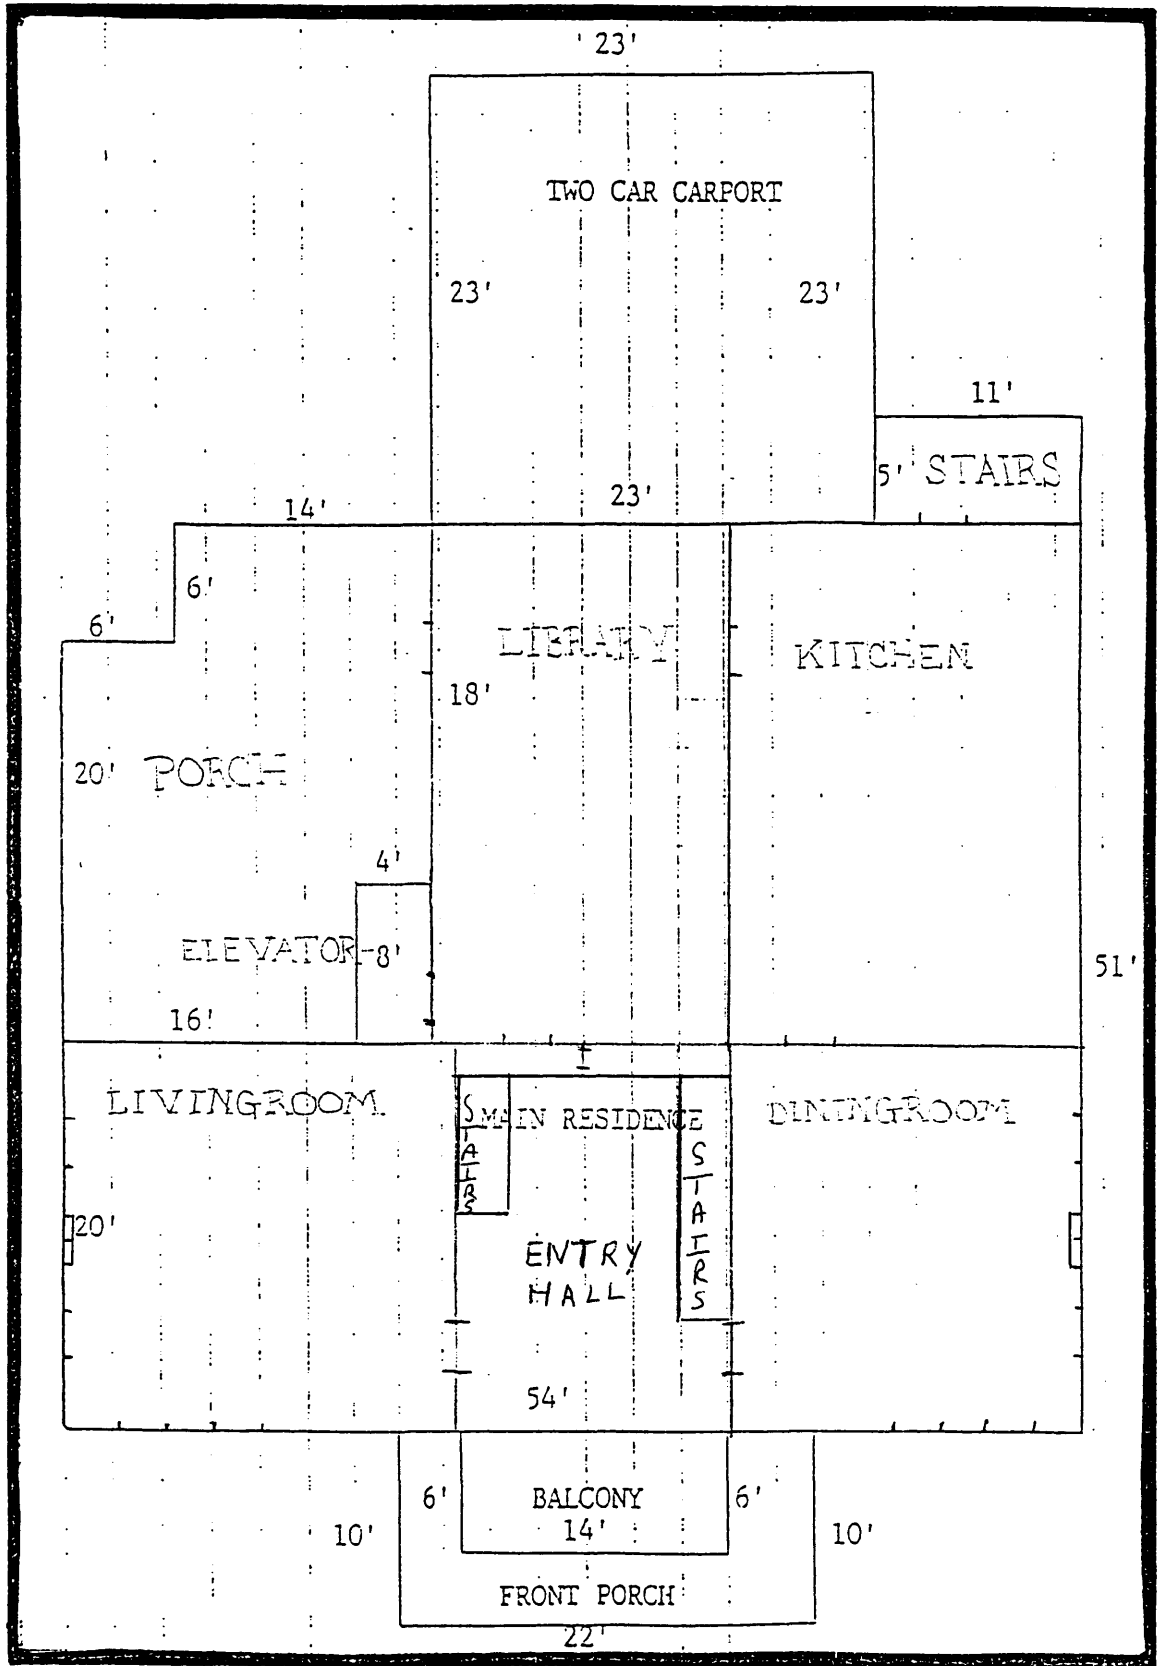 23'
TWO CAR CARPORT
23' 23'
11'
5' STAIRS
14' 23'
6'
6'
LIBRARY KITCHEN
18'
20' PORCH
4'
ELEVATOR 8'
51'
16'
LIVINGROOM STAIRS MAIN RESIDENCE DININGROOM
STAIRS
20'
ENTRY
HALL
54'
6' BALCONY 6'
10' 14' 10'
FRONT PORCH
22'